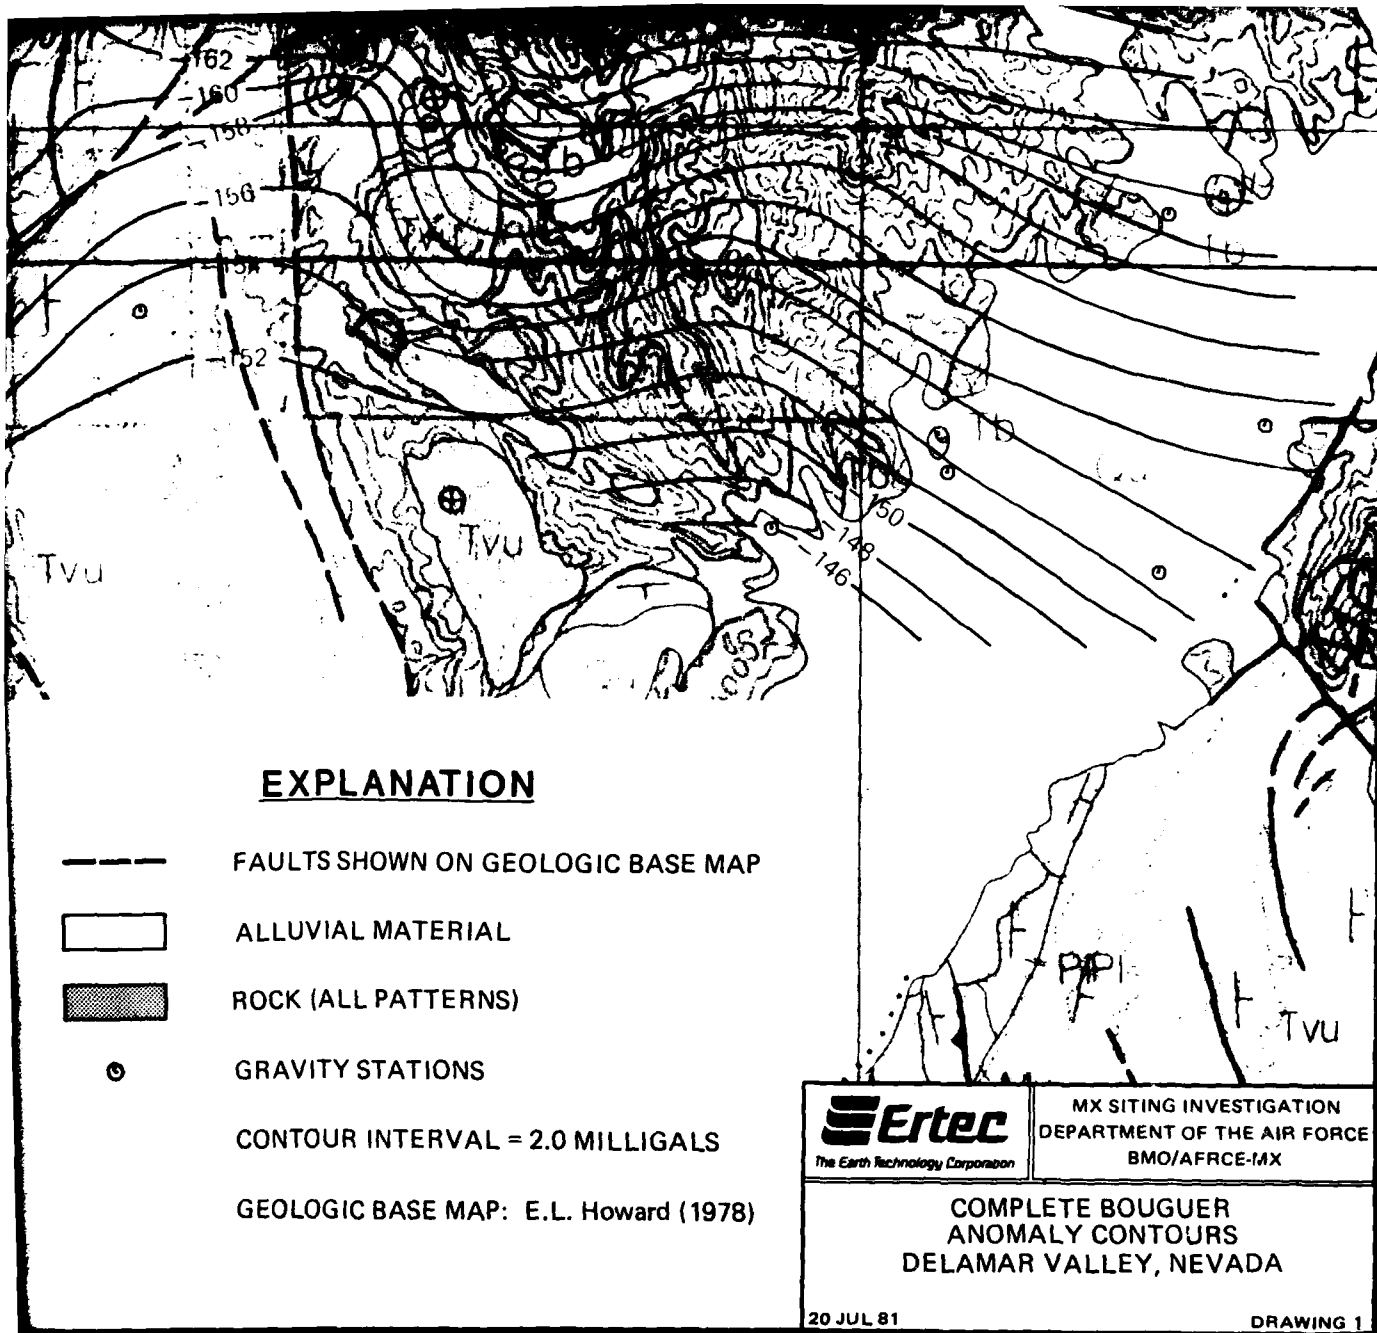 -162
-160
-158
-156
-154
-152
Tb
Tb
Tb
-150
-148
-146
Tvu
Tvu
5005
EXPLANATION
FAULTS SHOWN ON GEOLOGIC BASE MAP
ALLUVIAL MATERIAL
ROCK (ALL PATTERNS)
GRAVITY STATIONS
CONTOUR INTERVAL = 2.0 MILLIGALS
GEOLOGIC BASE MAP: E.L. Howard (1978)
Tvu
Ertec
The Earth Technology Corporation
MX SITING INVESTIGATION
DEPARTMENT OF THE AIR FORCE
BMO/AFRCE-MX
COMPLETE BOUGUER
ANOMALY CONTOURS
DELAMAR VALLEY, NEVADA
20 JUL 81
DRAWING 1